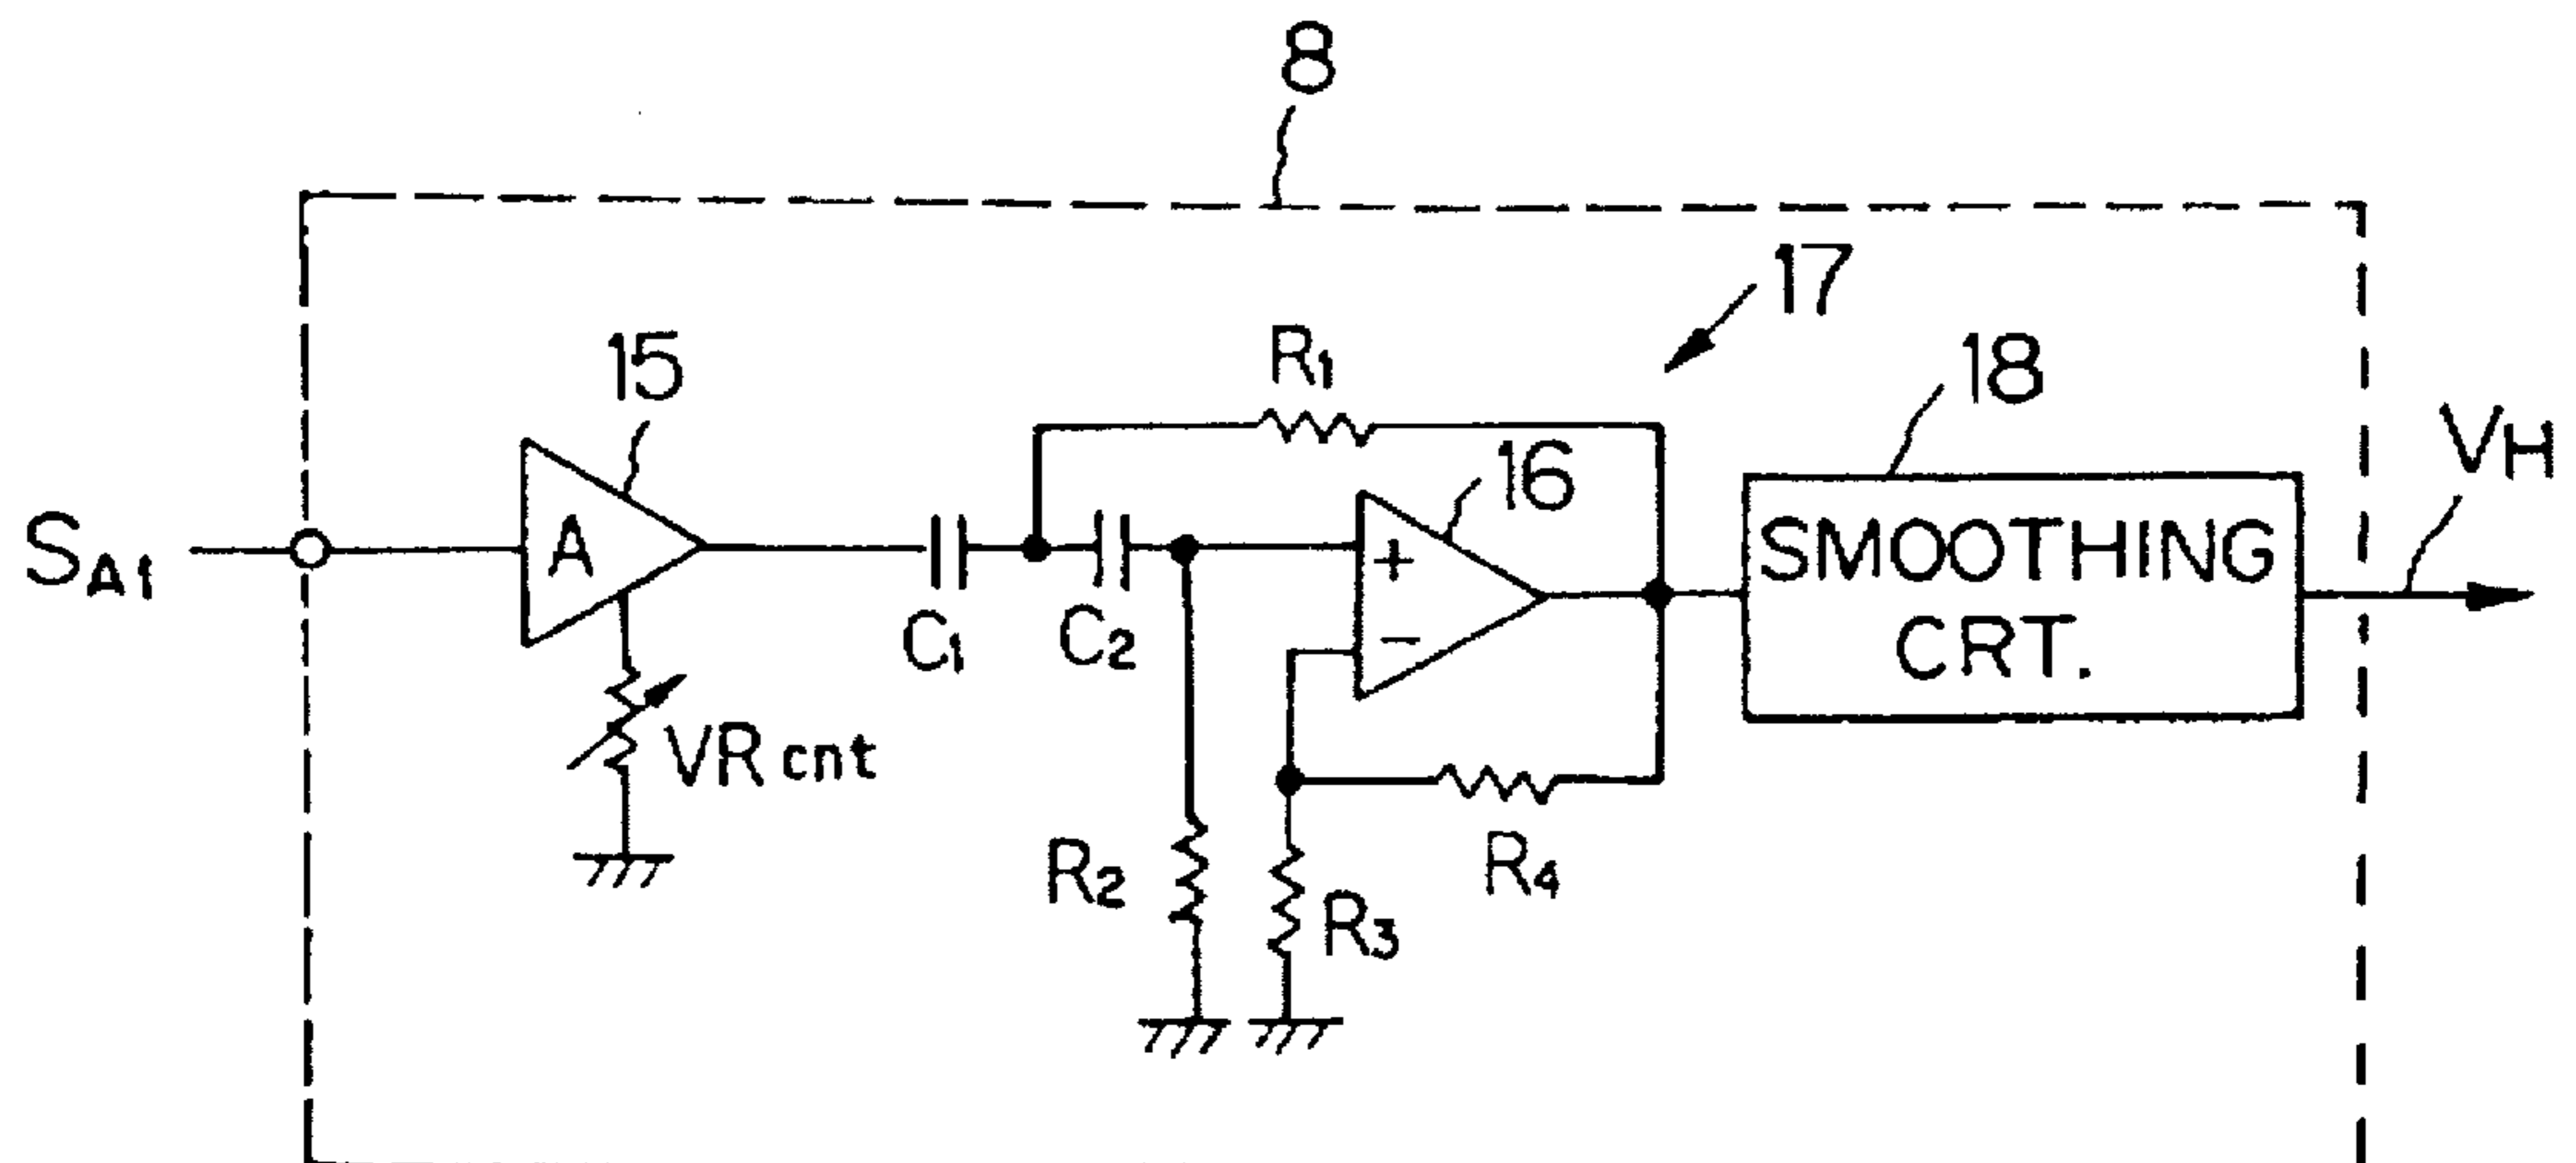 8
17
15
R1
18
16
VH
SA1
A
+
SMOOTHING
−
CRT.
C1
C2
VR cnt
R2
R3
R4